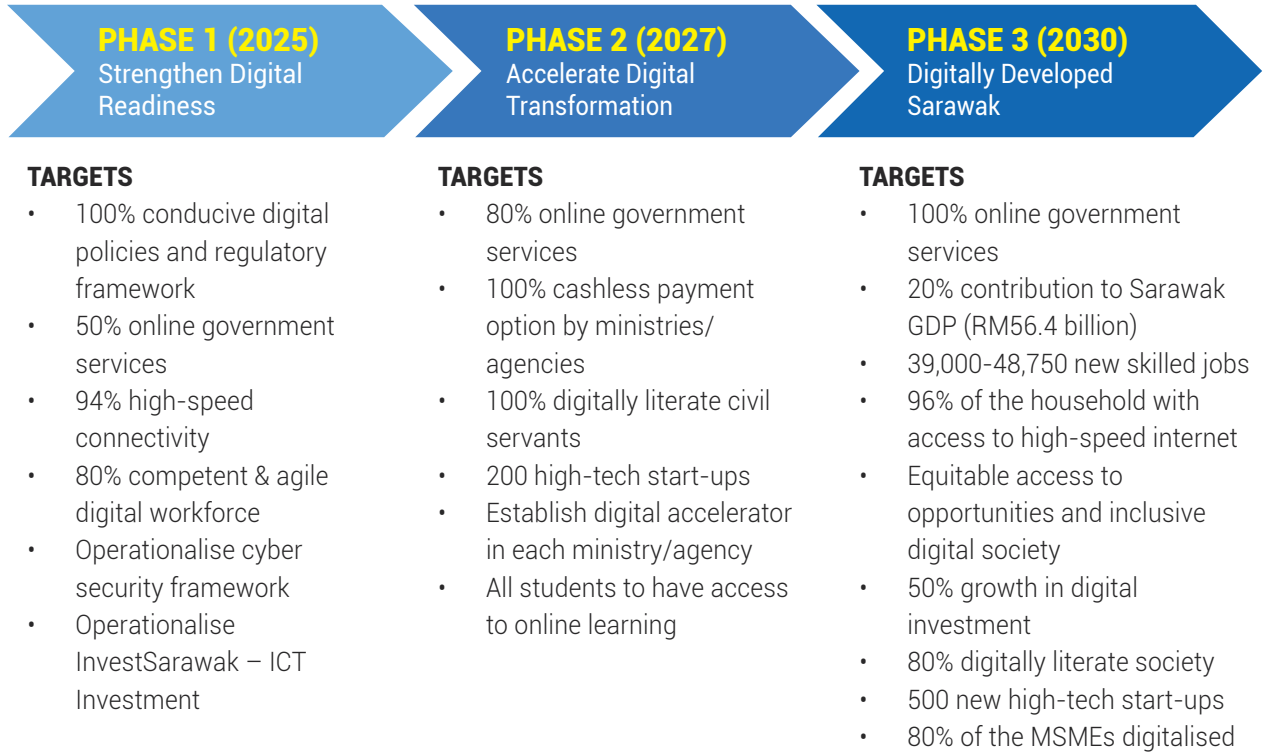 PHASE 1 (2025)
Strengthen Digital
Readiness
PHASE 2 (2027)
Accelerate Digital
Transformation
PHASE 3 (2030)
Digitally Developed
Sarawak
TARGETS
• 100% conducive digital
policies and regulatory
framework
• 50% online government
services
• 94% high-speed
connectivity
• 80% competent & agile
digital workforce
• Operationalise cyber
security framework
• Operationalise
InvestSarawak – ICT
Investment
TARGETS
• 80% online government
services
• 100% cashless payment
option by ministries/
agencies
• 100% digitally literate civil
servants
• 200 high-tech start-ups
• Establish digital accelerator
in each ministry/agency
• All students to have access
to online learning
TARGETS
• 100% online government
services
• 20% contribution to Sarawak
GDP (RM56.4 billion)
• 39,000-48,750 new skilled jobs
• 96% of the household with
access to high-speed internet
• Equitable access to
opportunities and inclusive
digital society
• 50% growth in digital
investment
• 80% digitally literate society
• 500 new high-tech start-ups
• 80% of the MSMEs digitalised